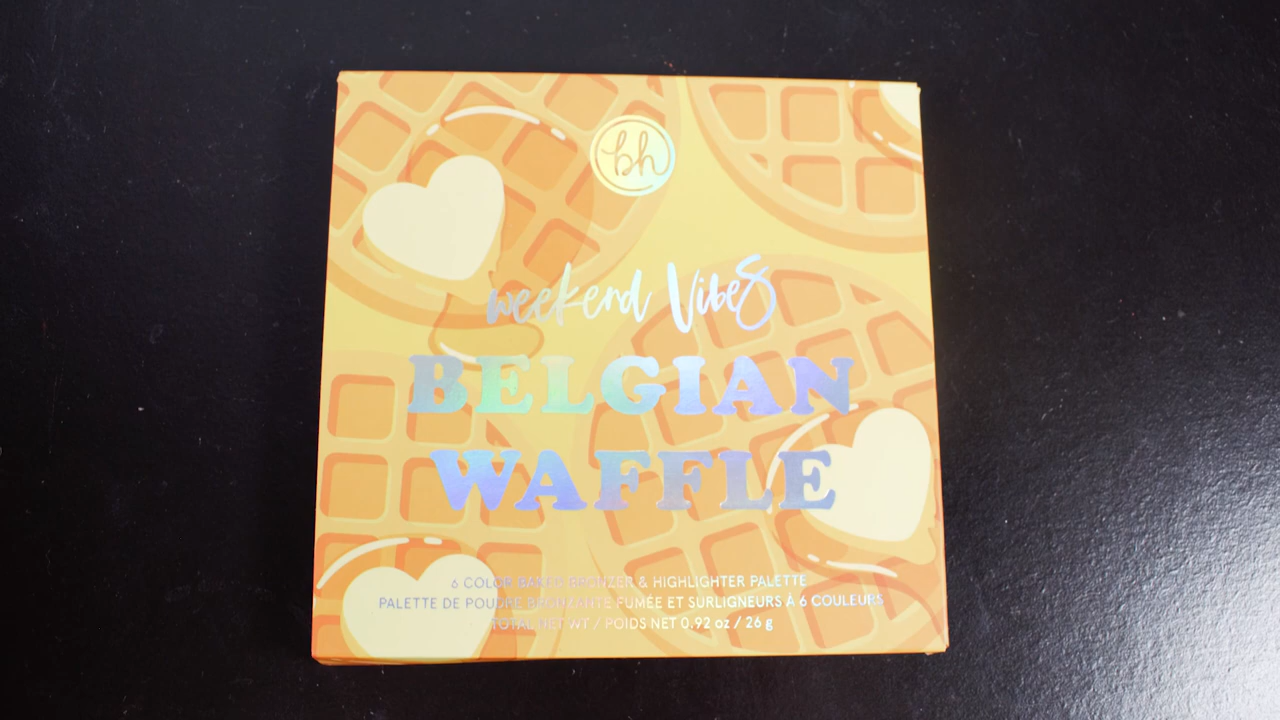 bh
weekend Vibes
BELGIAN
WAFFLE
6 COLOR BAKED BRONZER & HIGHLIGHTER PALETTE
PALETTE DE POUDRE BRONZANTE FUMÉE ET SURLIGNEURS À 6 COULEURS
TOTAL NET WT / POIDS NET 0.92 oz / 26 g